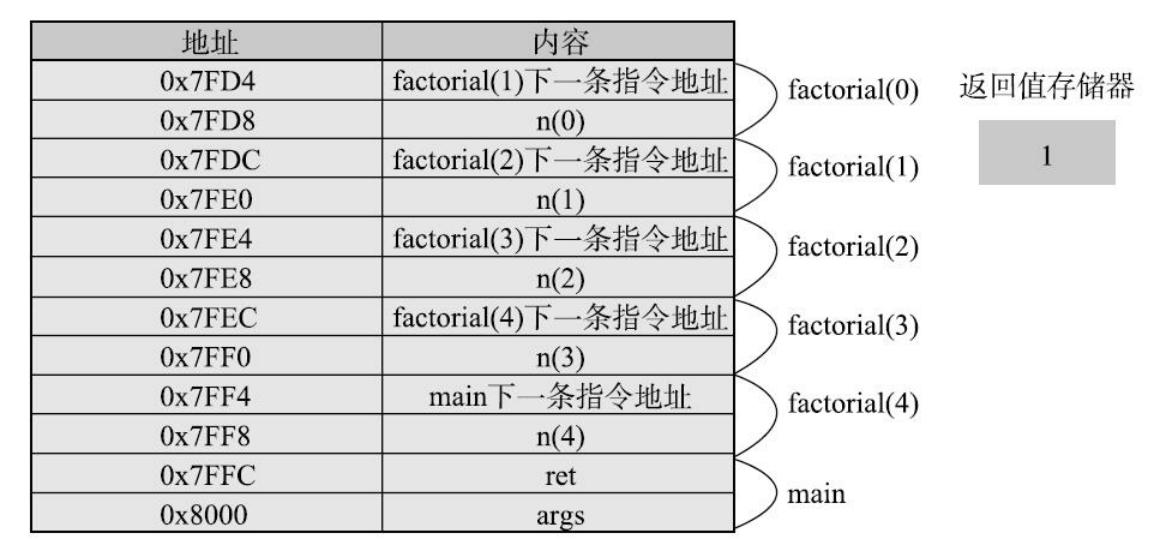 地址 内容
0x7FD4 factorial(1)下一条指令地址
0x7FD8 n(0)
factorial(0)
0x7FDC factorial(2)下一条指令地址
0x7FE0 n(1)
factorial(1)
0x7FE4 factorial(3)下一条指令地址
0x7FE8 n(2)
factorial(2)
0x7FEC factorial(4)下一条指令地址
0x7FF0 n(3)
factorial(3)
0x7FF4 main下一条指令地址
0x7FF8 n(4)
factorial(4)
0x7FFC ret
0x8000 args
main
返回值存储器
1